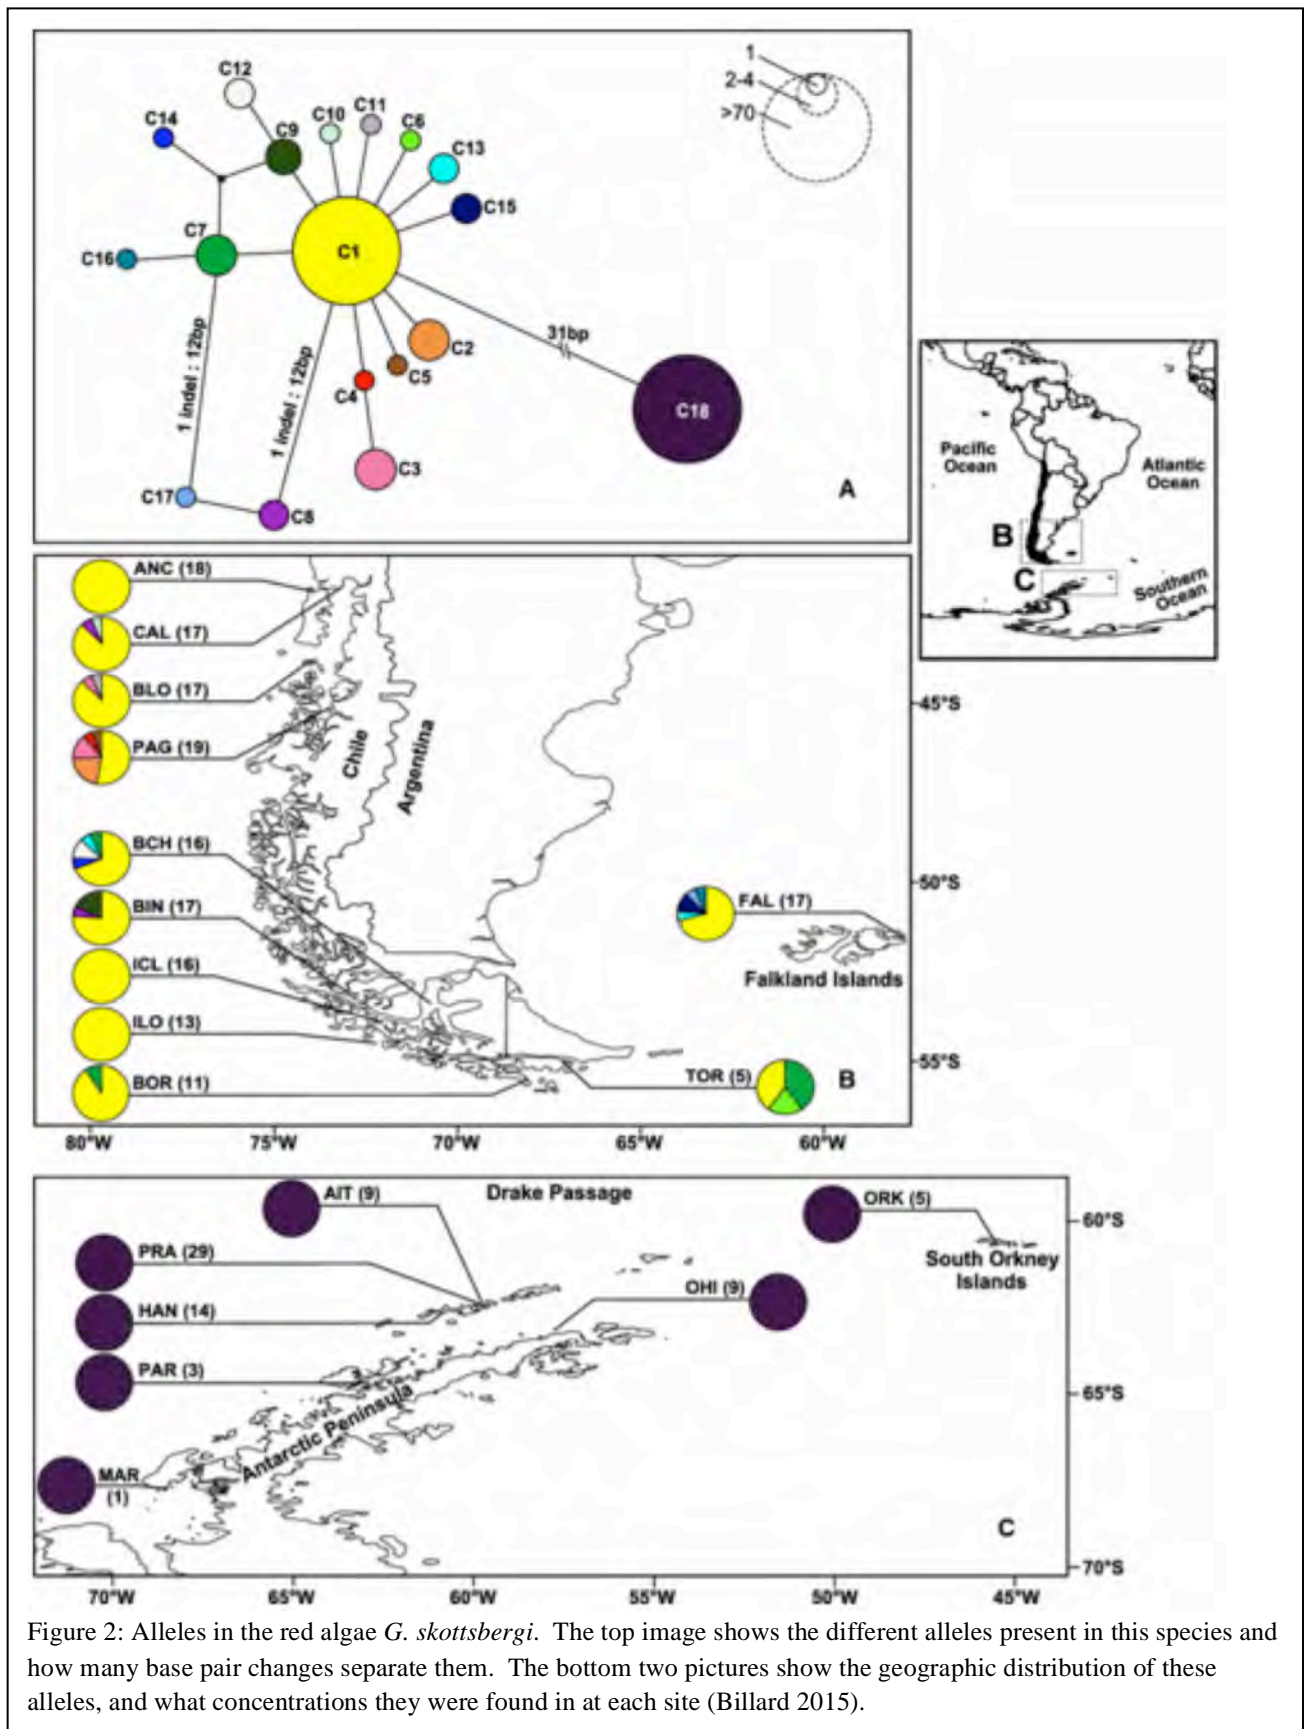 1
2-4
>70
C12
C14
C9
C10
C11
C6
C13
C15
C7
C16
C1
31bp
C2
C5
C4
C18
C3
1 indel : 12bp
1 indel : 12bp
C17
C8
A
Pacific
Ocean
Atlantic
Ocean
B
C
Southern
Ocean
ANC (18)
CAL (17)
BLO (17)
PAG (19)
BCH (16)
BIN (17)
ICL (16)
ILO (13)
BOR (11)
Chile
Argentina
FAL (17)
Falkland Islands
TOR (5)
B
45°S
50°S
55°S
80°W
75°W
70°W
65°W
60°W
AIT (9)
Drake Passage
ORK (5)
PRA (29)
HAN (14)
PAR (3)
OHI (9)
South Orkney
Islands
MAR
(1)
Antarctic Peninsula
C
60°S
65°S
70°S
70°W
65°W
60°W
55°W
50°W
45°W
Figure 2: Alleles in the red algae G. skottsbergi.  The top image shows the different alleles present in this species and
how many base pair changes separate them.  The bottom two pictures show the geographic distribution of these
alleles, and what concentrations they were found in at each site (Billard 2015).